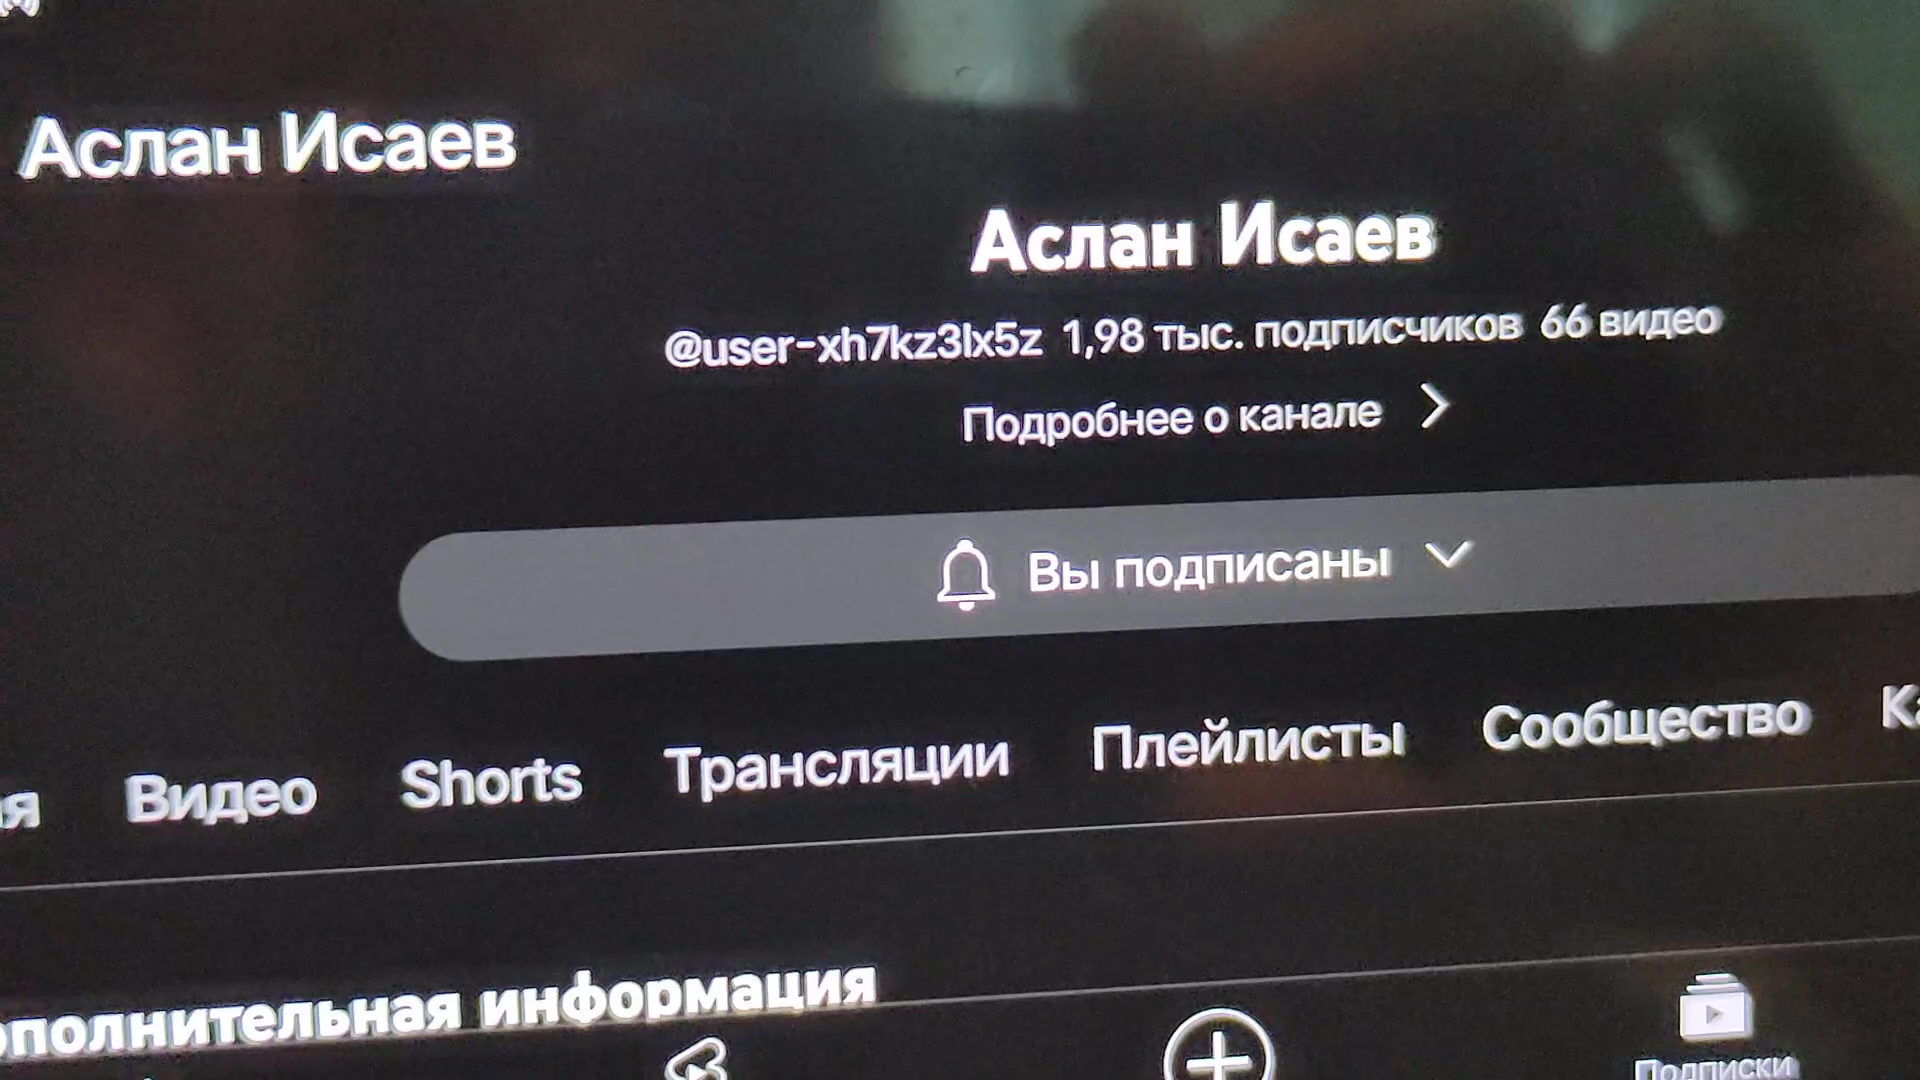 Аслан Исаев
Аслан Исаев
@user-xh7kz3lx5z 1,98 тыс. подписчиков 66 видео
Подробнее о канале
Вы подписаны
Видео Shorts Трансляции Плейлисты Сообщество
ополнительная информация
Подписки